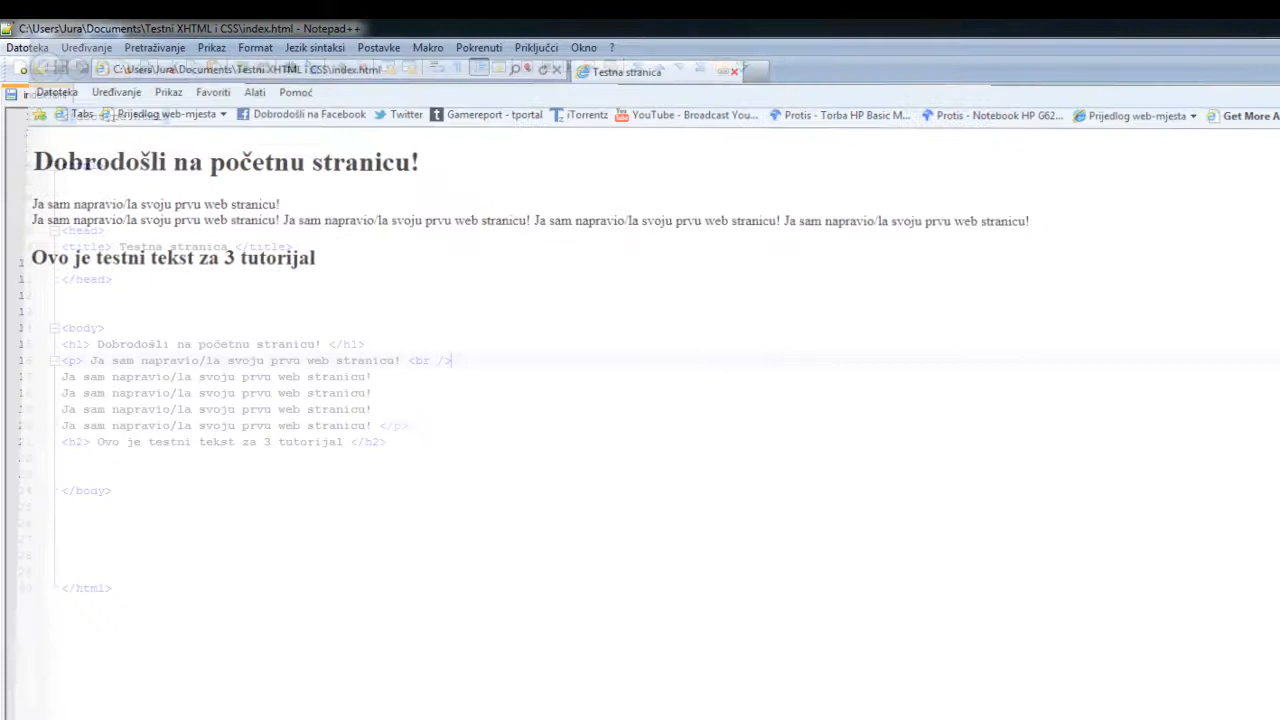 C:\Users\Jura\Documents\Testni XHTML i CSS\index.html - Notepad++
Datoteka Uređivanje Pretraživanje Prikaz Format Jezik sintaksi Postavke Makro Pokrenuti Priključci Okno ?
C:\Users\Jura\Documents\Testni XHTML i CSS\index.html
Testna stranica
Datoteka Uređivanje Prikaz Favoriti Alati Pomoć
Tabs Prijedlog web-mjesta Dobrodošli na Facebook Twitter Gamereport - tportal iTorrentz YouTube - Broadcast You... Protis - Torba HP Basic M... Protis - Notebook HP G62... Prijedlog web-mjesta Get More A
Dobrodošli na početnu stranicu!
Ja sam napravio/la svoju prvu web stranicu!
Ja sam napravio/la svoju prvu web stranicu! Ja sam napravio/la svoju prvu web stranicu! Ja sam napravio/la svoju prvu web stranicu! Ja sam napravio/la svoju prvu web stranicu!
<head>
<title> Testna stranica </title>
Ovo je testni tekst za 3 tutorijal
</head>
<body>
<h1> Dobrodošli na početnu stranicu! </h1>
<p> Ja sam napravio/la svoju prvu web stranicu! <br />
Ja sam napravio/la svoju prvu web stranicu!
Ja sam napravio/la svoju prvu web stranicu!
Ja sam napravio/la svoju prvu web stranicu!
Ja sam napravio/la svoju prvu web stranicu! </p>
<h2> Ovo je testni tekst za 3 tutorijal </h2>
</body>
</html>